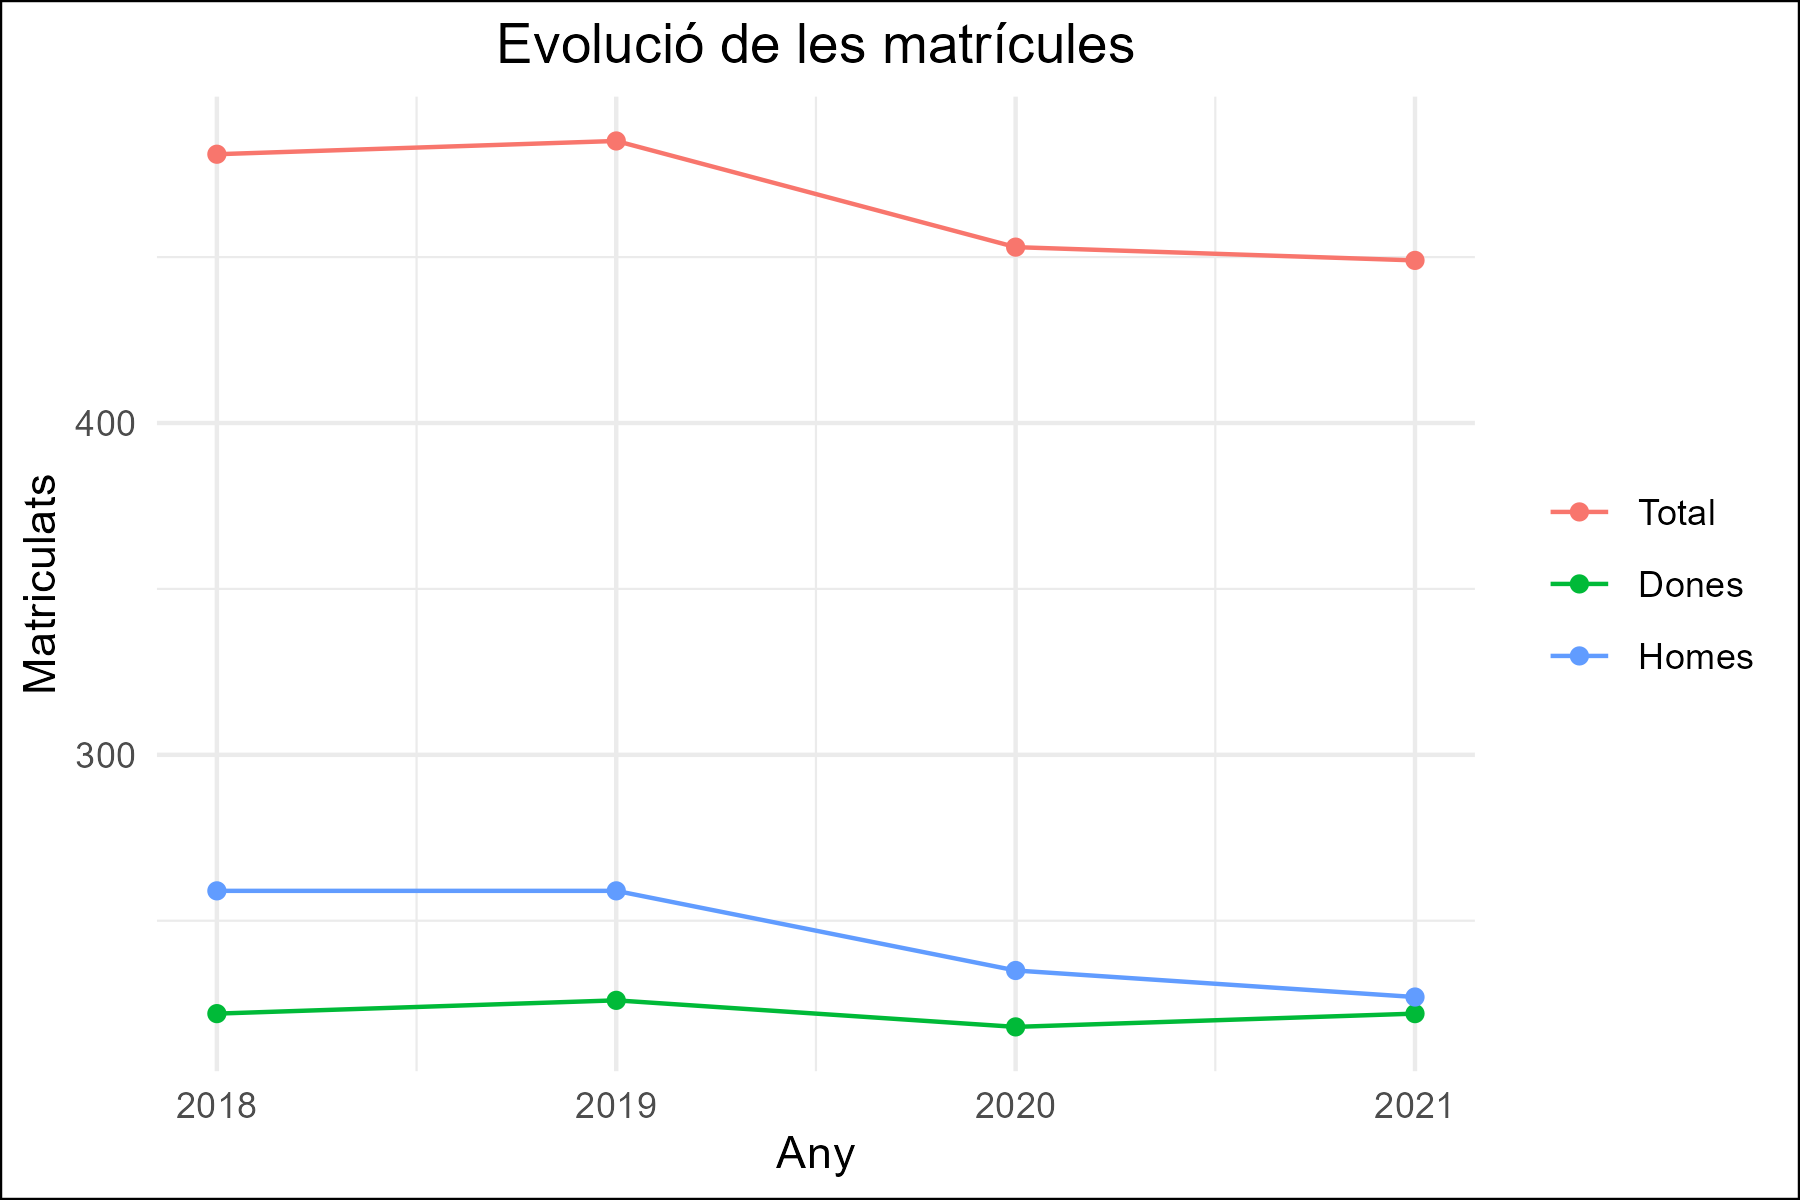 Evolució de les matrícules
Matriculats
400
300
2018 2019 2020 2021
Any
Total
Dones
Homes